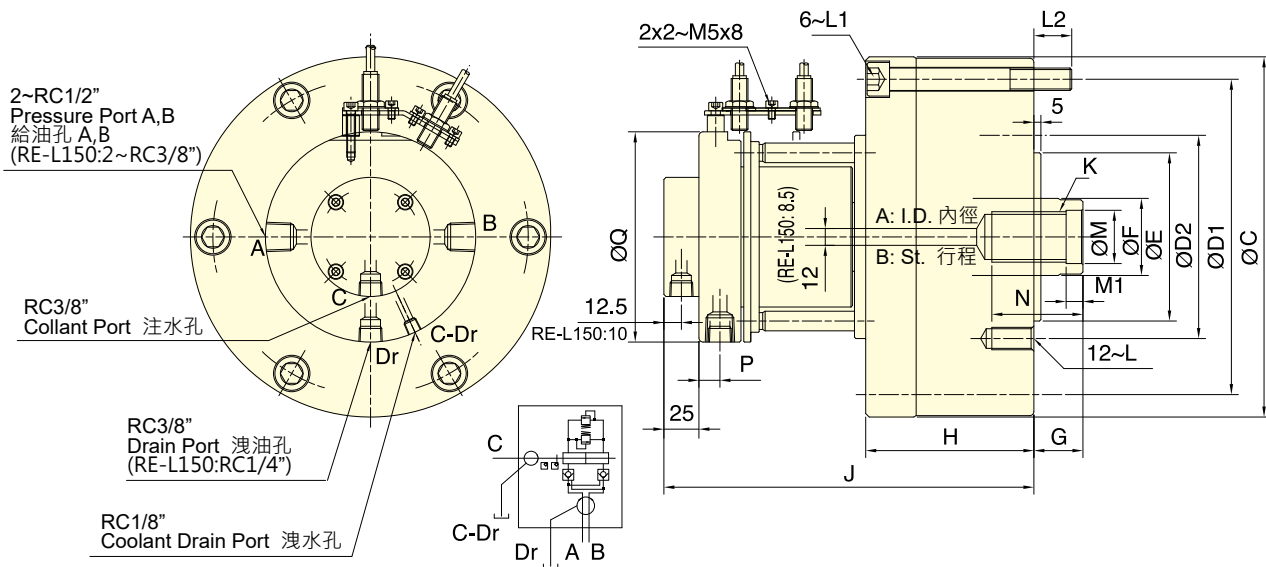 2~RC1/2"
Pressure Port A,B
給油孔 A,B
(RE-L150:2~RC3/8")
A
B
C
RC3/8"
Collant Port 注水孔
C-Dr
Dr
RC3/8"
Drain Port 洩油孔
(RE-L150:RC1/4")
RC1/8"
Coolant Drain Port 洩水孔
C
C-Dr
Dr
A
B
2x2~M5x8
6~L1
L2
5
K
A: I.D. 內徑
B: St. 行程
(RE-L150: 8.5)
12
ØQ
ØM
ØF
ØE
ØD2
ØD1
ØC
M1
N
12.5
RE-L150:10
P
12~L
25
H
G
J